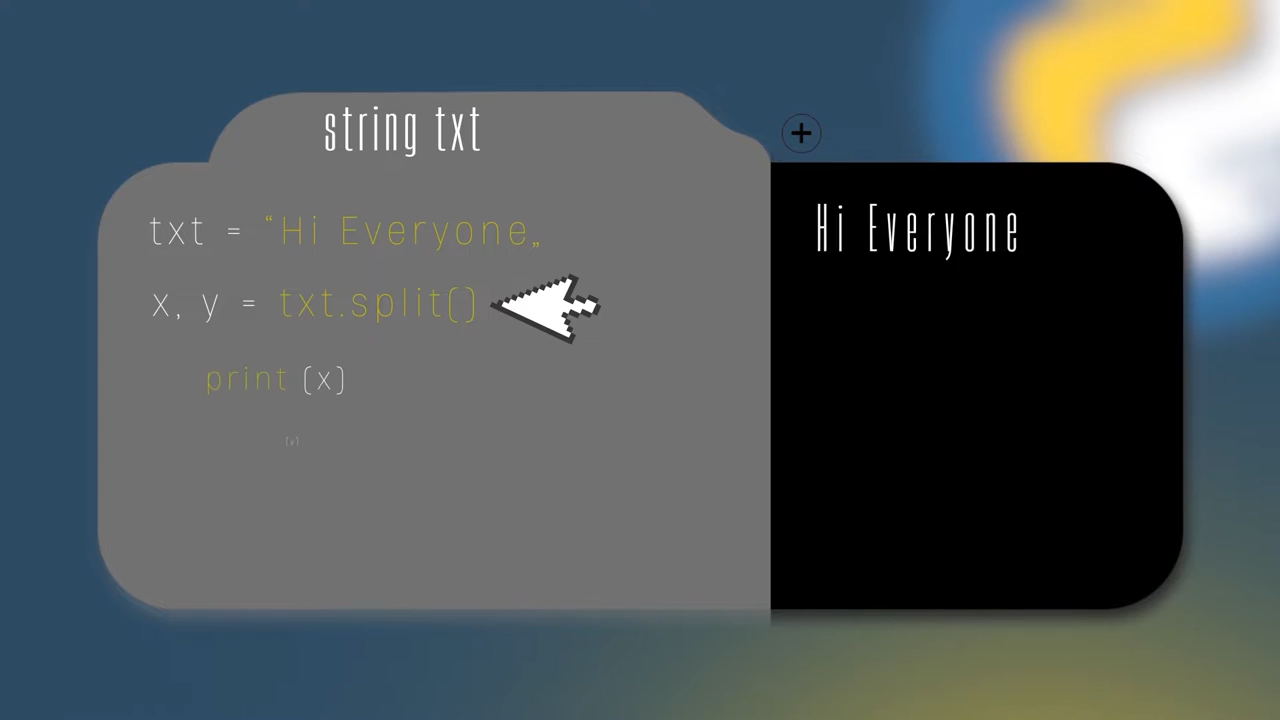 string txt
+
txt = “Hi Everyone„
x, y = txt.split()
print (x)
(y)
Hi Everyone